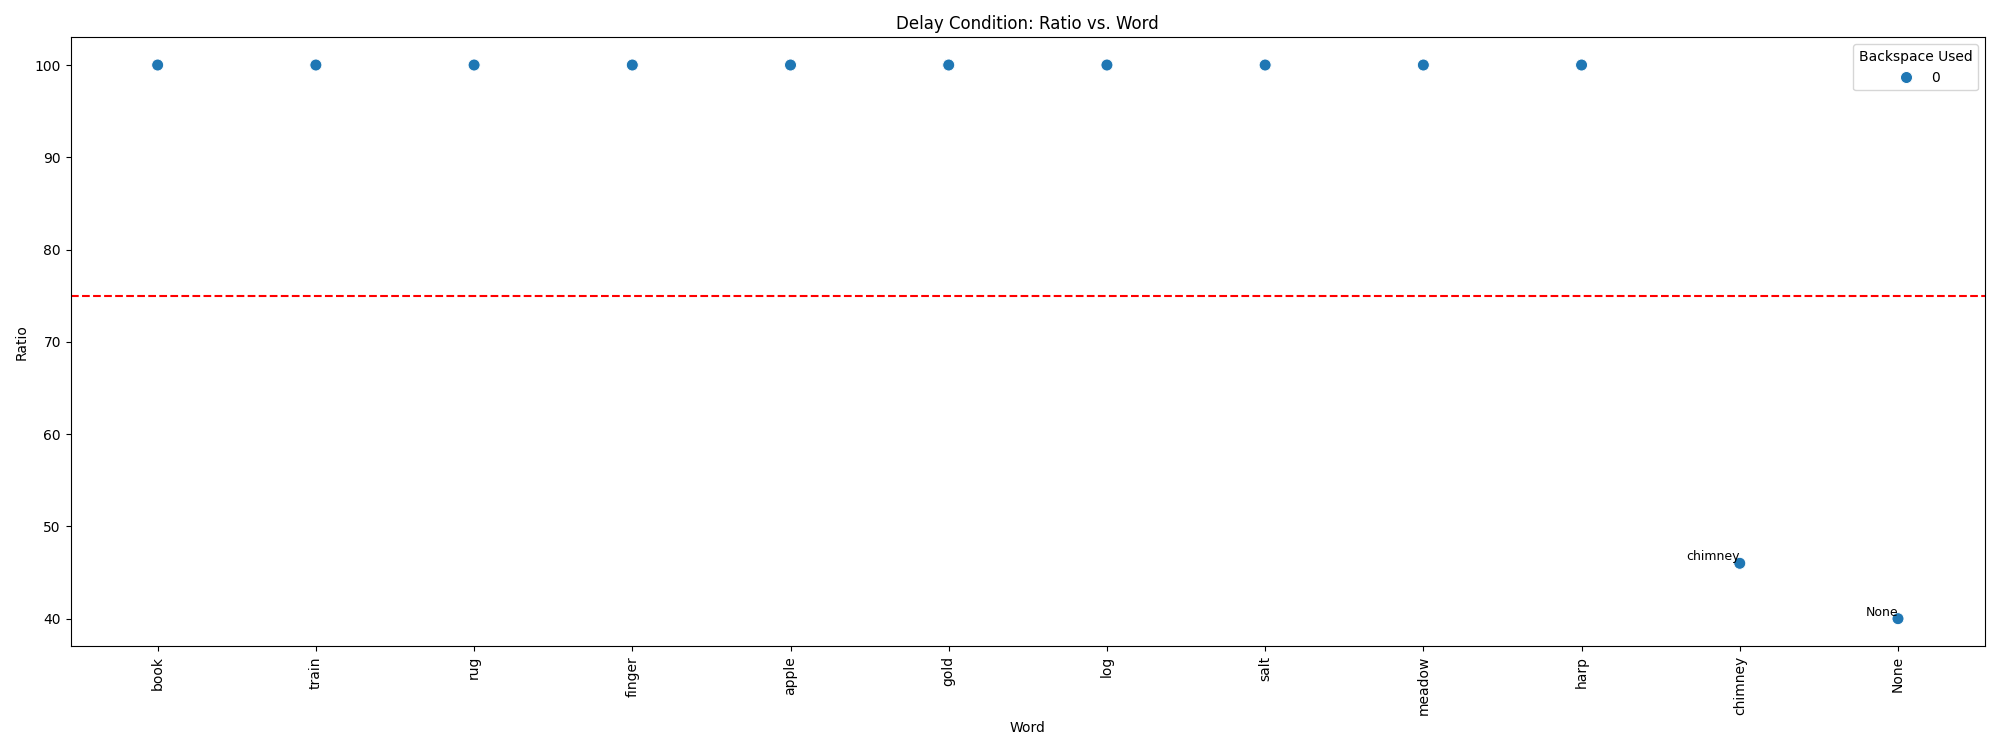 Delay Condition: Ratio vs. Word
Backspace Used
0
100
90
80
70
60
50
40
Ratio
chimney
None
book
train
rug
finger
apple
gold
log
salt
meadow
harp
chimney
None
Word